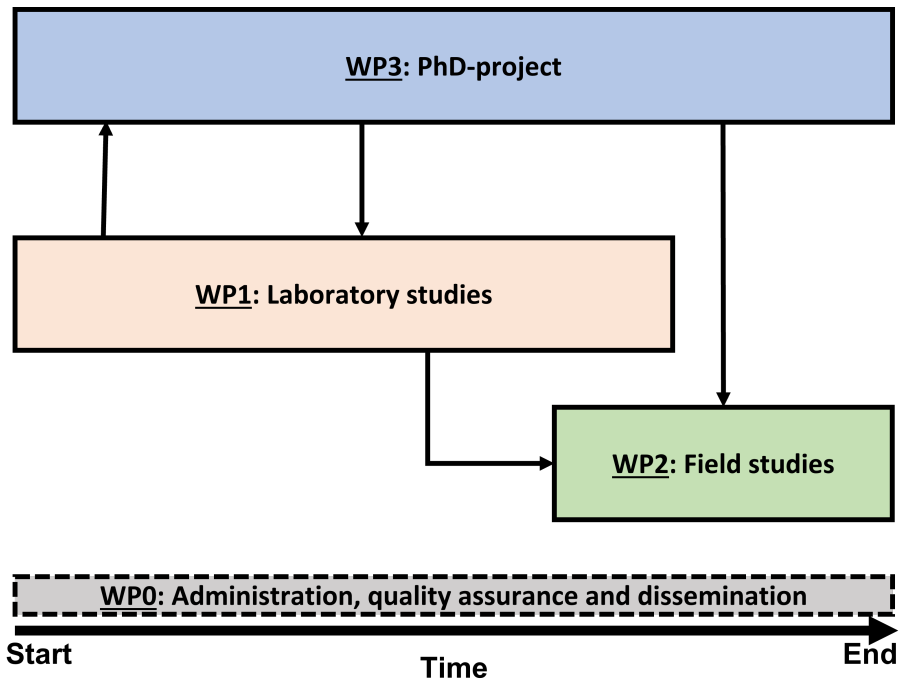 WP3: PhD-project
WP1: Laboratory studies
WP2: Field studies
WP0: Administration, quality assurance and dissemination
Start
Time
End